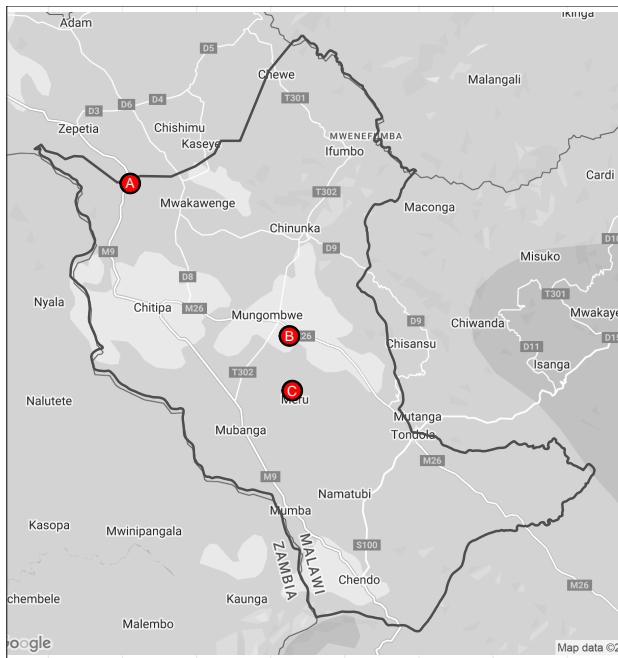 Ikinga
Adam
D5
Chewe
Malangali
T301
D3
D6
D4
Zepetia
Chishimu
MWENEFUMBA
Kaseye
Ifumbo
Cardi
A
T302
Mwakawenge
Maconga
Chinunka
D10
M9
D9
Misuko
D8
T301
Nyala
Chitipa
M26
Mungombwe
Chiwanda
Mwakaye
D9
B
26
Chisansu
D11
Isanga
C
T302
Meru
Nalutete
Mutanga
Mubanga
Tondola
M26
M9
Namatubi
Mumba
Kasopa
Mwinipangala
S100
ZAMBIA
MALAWI
Chendo
M26
chembele
Kaunga
Malembo
oogle
Map data ©2